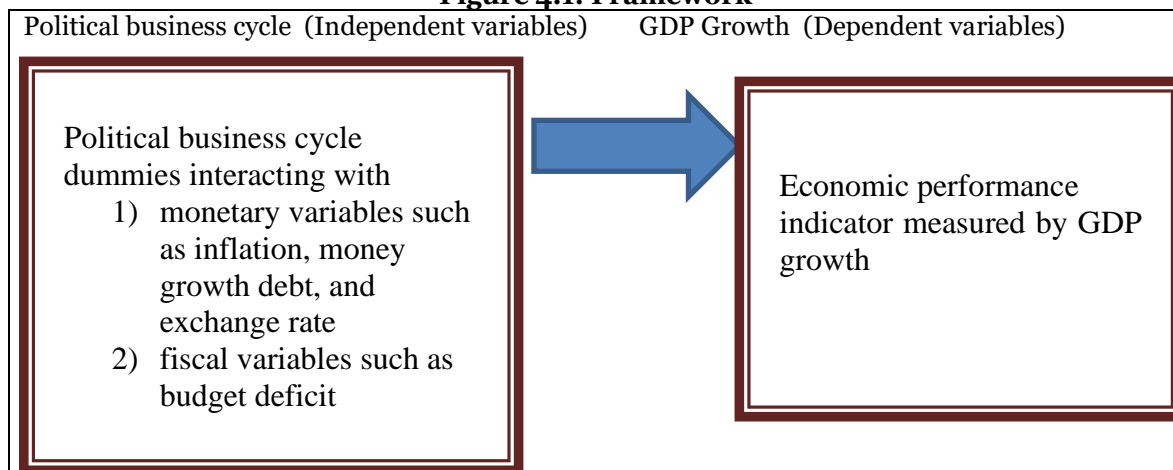 Figure 4.1: Framework
Political business cycle (Independent variables) GDP Growth (Dependent variables)
Political business cycle
dummies interacting with
1) monetary variables such
as inflation, money
growth debt, and
exchange rate
2) fiscal variables such as
budget deficit
Economic performance
indicator measured by GDP
growth